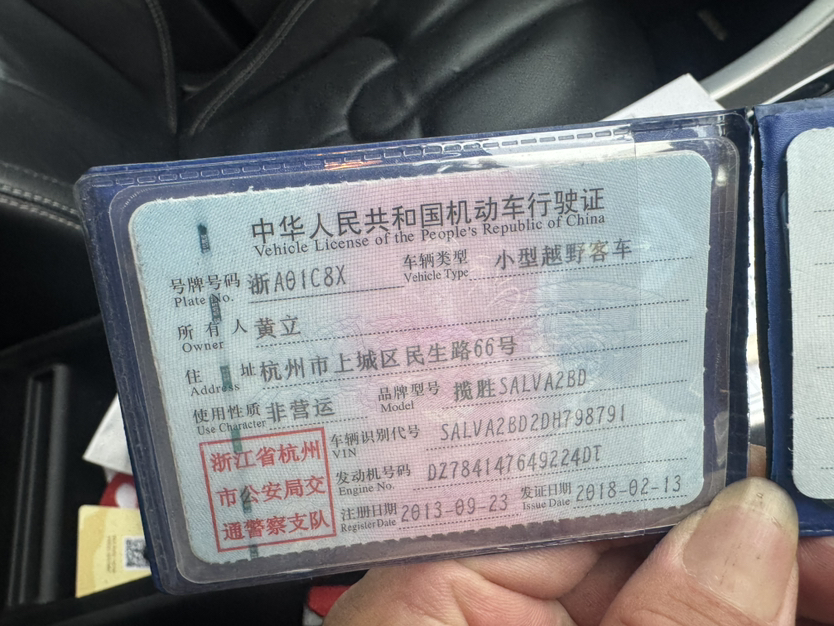 中华人民共和国机动车行驶证
Vehicle License of the People's Republic of China
号牌号码 浙A01C8X 车辆类型 小型越野客车
Plate No. Vehicle Type
所有人 黄立
Owner
住址 杭州市上城区民生路66号
Address
使用性质 非营运 品牌型号 揽胜SALVA2BD
Use Character Model
车辆识别代号 SALVA2BD2DH798791
VIN
发动机号码 DZ784147649224DT
Engine No.
注册日期 2013-09-23 发证日期 2018-02-13
Register Date Issue Date
浙江省杭州
市公安局交
通警察支队